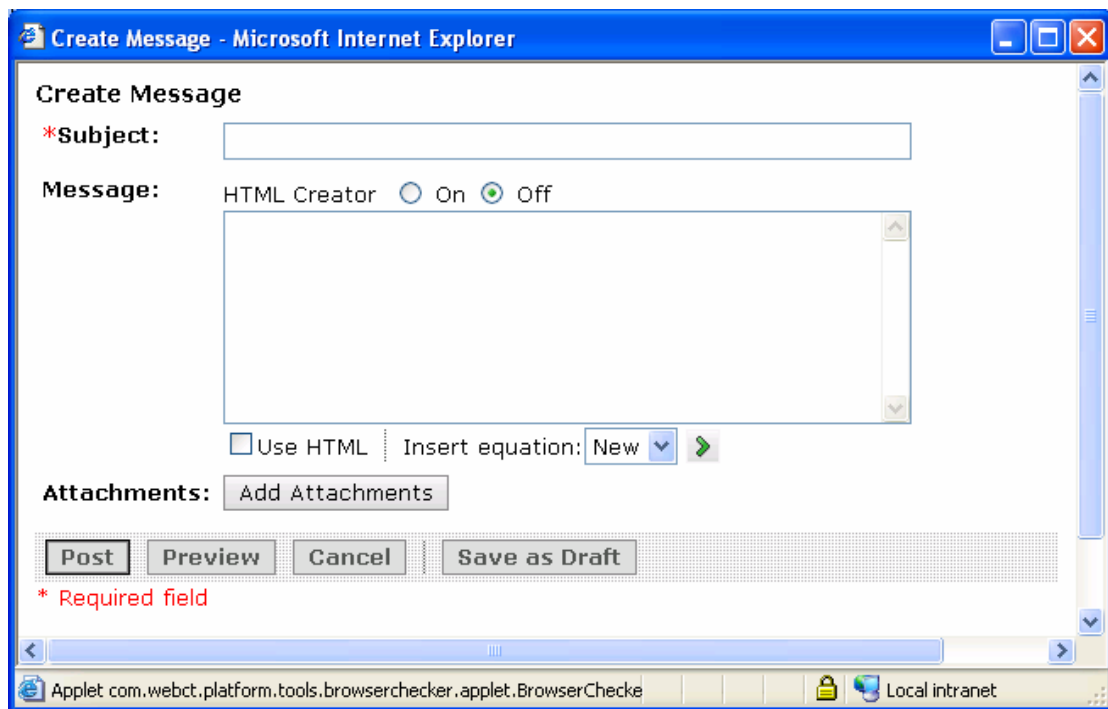 Create Message - Microsoft Internet Explorer
Create Message
*Subject:
Message: HTML Creator On Off
Use HTML Insert equation: New
Attachments: Add Attachments
Post Preview Cancel Save as Draft
* Required field
Applet com.webct.platform.tools.browserchecker.applet.BrowserChecke Local intranet